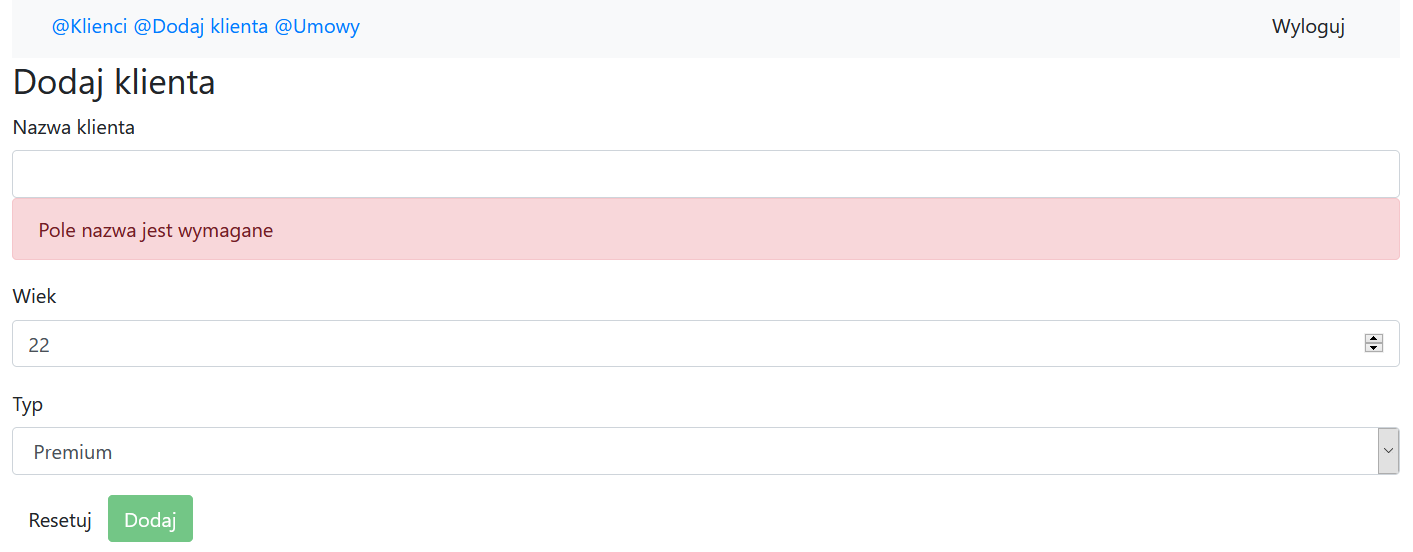 @Klienci @Dodaj klienta @Umowy Wyloguj
Dodaj klienta
Nazwa klienta
Pole nazwa jest wymagane
Wiek
22
Typ
Premium
Resetuj Dodaj